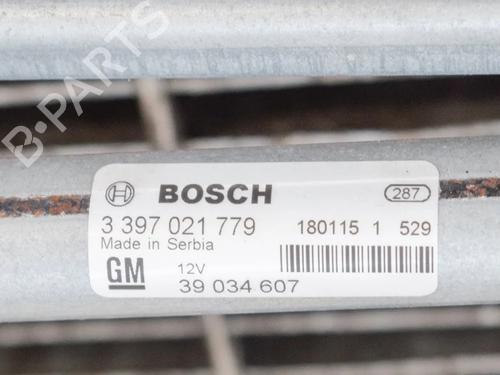 B-PARTS
BOSCH
287
3 397 021 779
180115 1 529
Made in Serbia
GM
12V
39 034 607